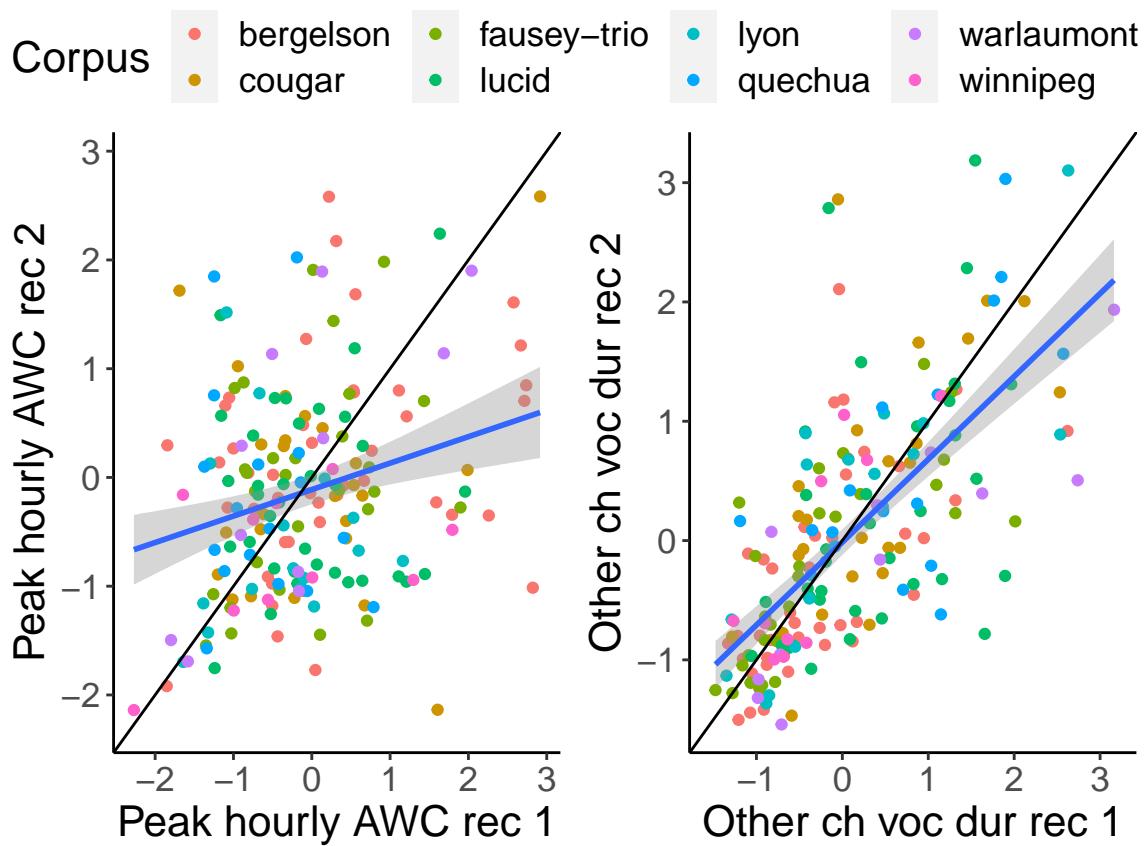 Corpus
bergelson
fausey−trio
lyon
warlaumont
cougar
lucid
quechua
winnipeg
Peak hourly AWC rec 2
3
2
1
0
−1
−2
−2
−1
0
1
2
3
Peak hourly AWC rec 1
Other ch voc dur rec 2
3
2
1
0
−1
−1
0
1
2
3
Other ch voc dur rec 1